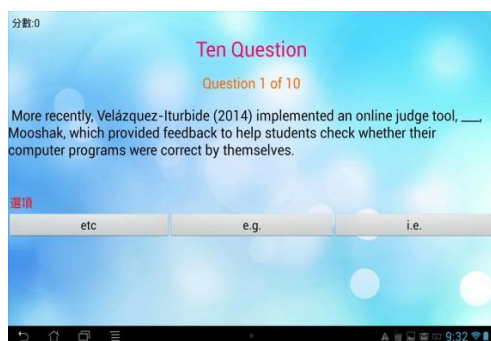 分數:0
Ten Question
Question 1 of 10
More recently, Velázquez-Iturbide (2014) implemented an online judge tool, ___,
Mooshak, which provided feedback to help students check whether their
computer programs were correct by themselves.
選項
etc e.g. i.e.
9:32